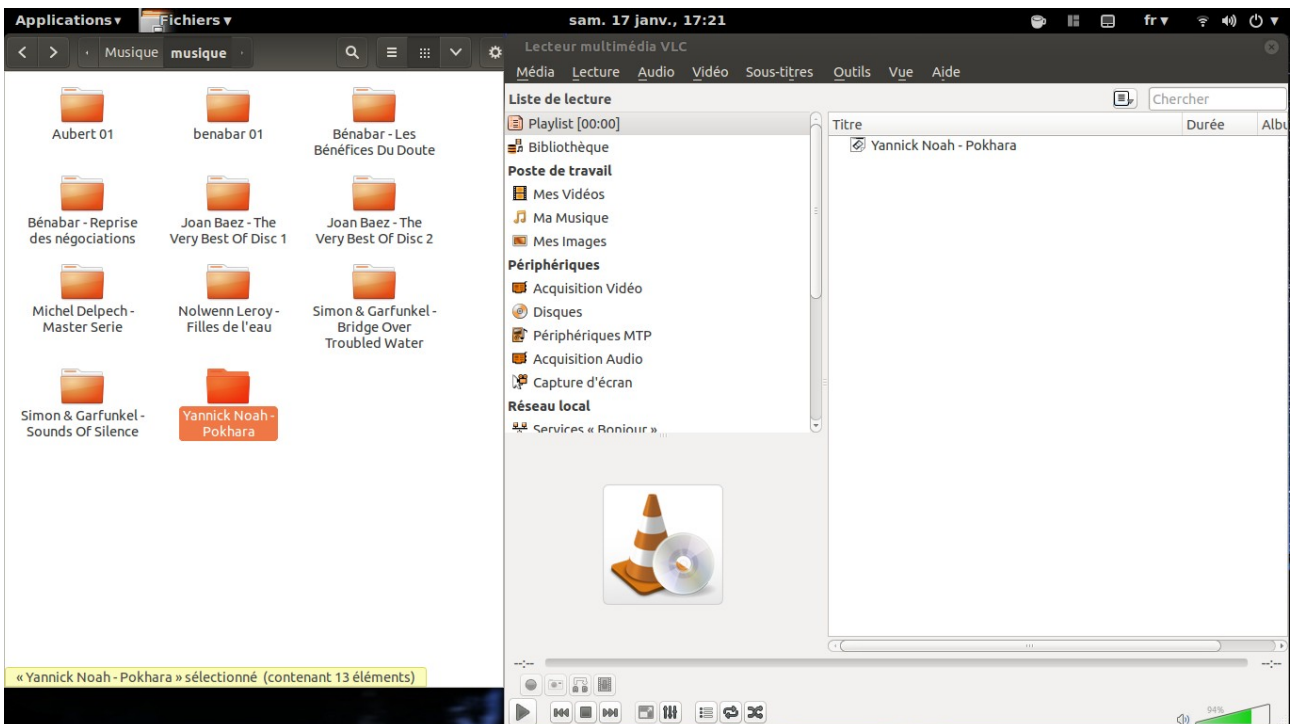 Applications ▾ Fichiers ▾ sam. 17 janv., 17:21 fr ▾
Musique musique
Aubert 01
benabar 01
Bénabar - Les
Bénéfices Du Doute
Bénabar - Reprise
des négociations
Joan Baez - The
Very Best Of Disc 1
Joan Baez - The
Very Best Of Disc 2
Michel Delpech -
Master Serie
Nolwenn Leroy -
Filles de l'eau
Simon & Garfunkel -
Bridge Over
Troubled Water
Simon & Garfunkel -
Sounds Of Silence
Yannick Noah -
Pokhara
« Yannick Noah - Pokhara » sélectionné (contenant 13 éléments)
Lecteur multimédia VLC
Média Lecture Audio Vidéo Sous-titres Outils Vue Aide
Liste de lecture
Chercher
Playlist [00:00]
Bibliothèque
Poste de travail
Mes Vidéos
Ma Musique
Mes Images
Périphériques
Acquisition Vidéo
Disques
Périphériques MTP
Acquisition Audio
Capture d'écran
Réseau local
Services « Bonjour »
Titre Durée Albu
Yannick Noah - Pokhara
--:-- --:--
94%